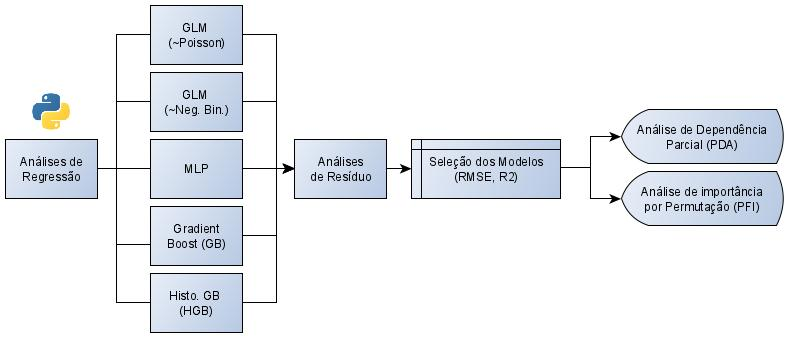 Análises de
Regressão
GLM
(~Poisson)
GLM
(~Neg. Bin.)
MLP
Gradient
Boost (GB)
Histo. GB
(HGB)
Análises
de Resíduo
Seleção dos Modelos
(RMSE, R2)
Análise de Dependência
Parcial (PDA)
Análise de importância
por Permutação (PFI)